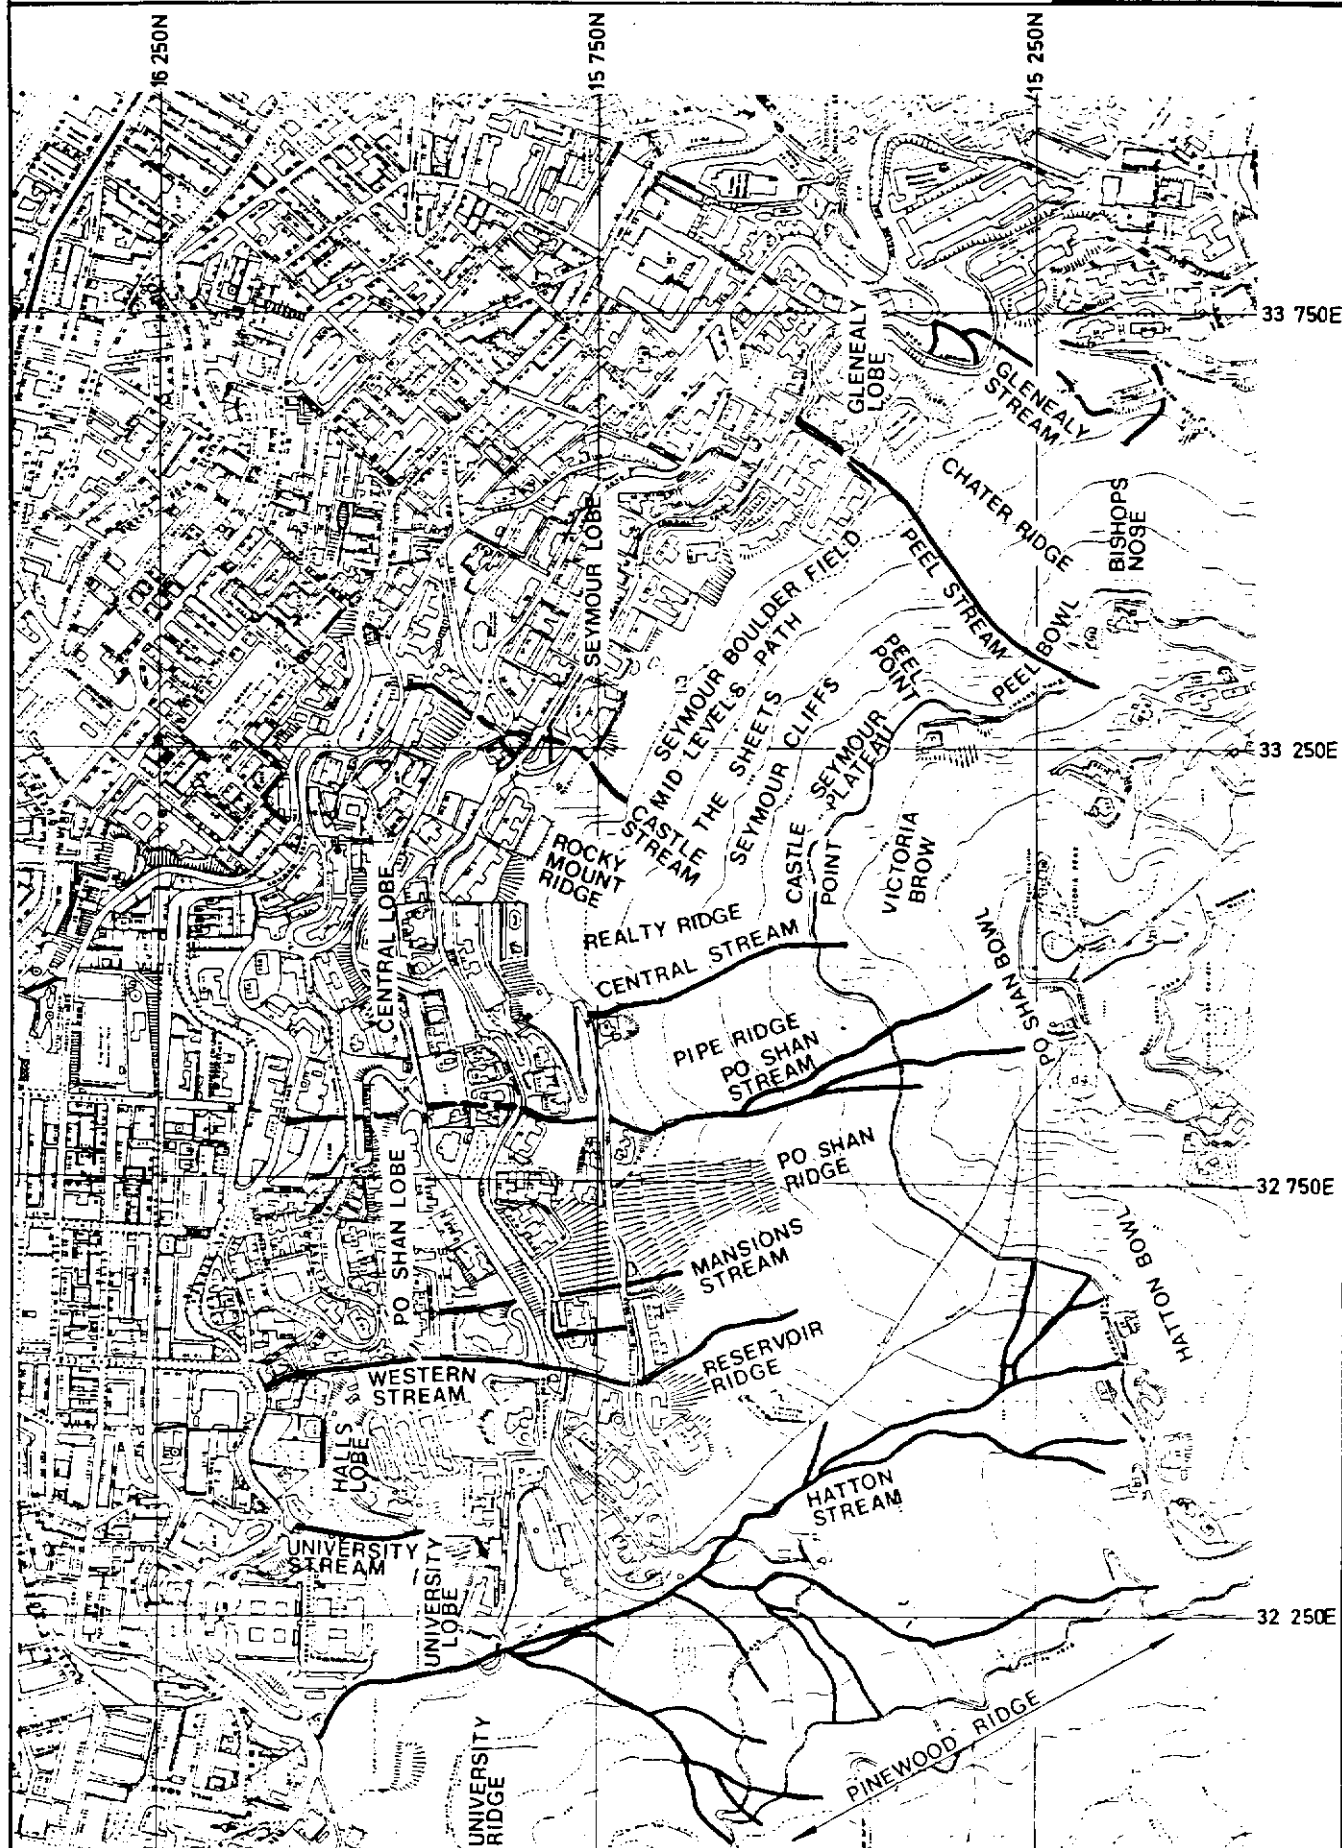 16 250N
15 750N
15 250N
33 750E
GLENEALY
LOBE
GLENEALY
STREAM
CHATER RIDGE
BISHOPS
NOSE
SEYMOUR LOBE
PEEL STREAM
PEEL BOWL
SEYMOUR BOULDER FIELD
MID LEVELS PATH
THE SHEETS
SEYMOUR CLIFFS
PEEL
POINT
SEYMOUR
PLATEAU
33 250E
CASTLE
STREAM
ROCKY
MOUNT
RIDGE
CASTLE
POINT
VICTORIA
BROW
CENTRAL LOBE
REALTY RIDGE
CENTRAL STREAM
PO SHAN BOWL
PIPE RIDGE
PO SHAN
STREAM
PO SHAN
RIDGE
32 750E
PO SHAN LOBE
MANSIONS
STREAM
HATTON BOWL
RESERVOIR
RIDGE
WESTERN
STREAM
HALLS
LOBE
HATTON
STREAM
UNIVERSITY
STREAM
UNIVERSITY
LOBE
32 250E
PINEWOOD RIDGE
UNIVERSITY
RIDGE